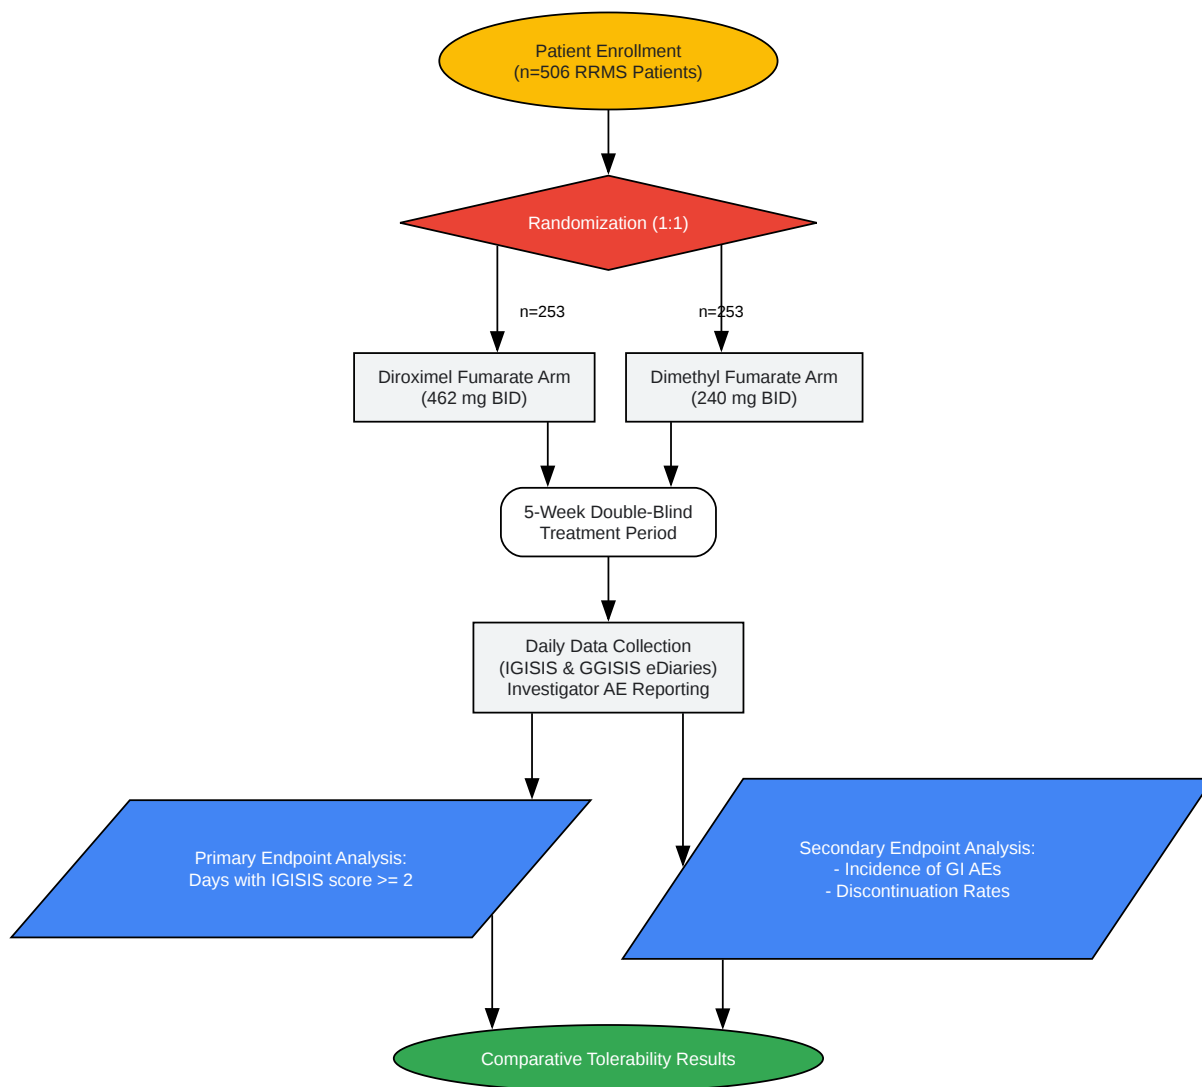 Patient Enrollment
(n=506 RRMS Patients)
Randomization (1:1)
n=253
n=253
Diroximel Fumarate Arm
(462 mg BID)
Dimethyl Fumarate Arm
(240 mg BID)
5-Week Double-Blind
Treatment Period
Daily Data Collection
(IGISIS & GGISIS eDiaries)
Investigator AE Reporting
Primary Endpoint Analysis:
Days with IGISIS score >= 2
Secondary Endpoint Analysis:
- Incidence of GI AEs
- Discontinuation Rates
Comparative Tolerability Results